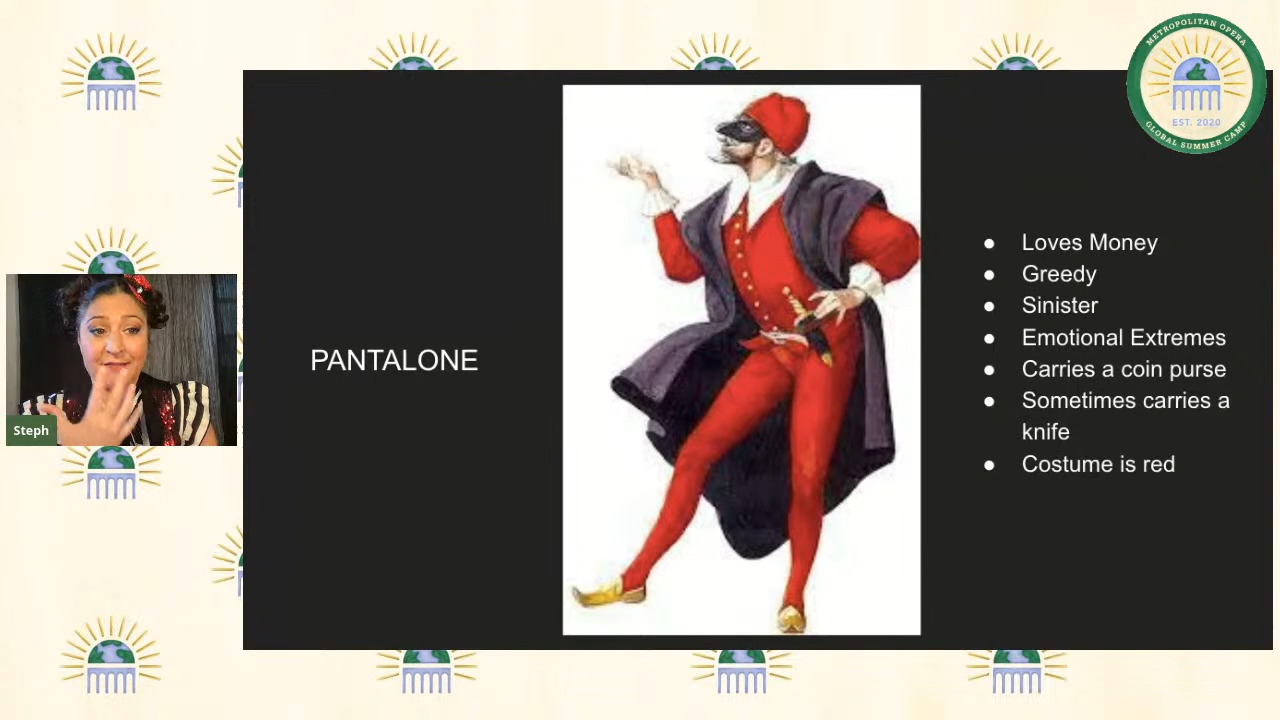 METROPOLITAN OPERA
EST. 2020
GLOBAL SUMMER CAMP
Steph
PANTALONE
● Loves Money
● Greedy
● Sinister
● Emotional Extremes
● Carries a coin purse
● Sometimes carries a
knife
● Costume is red